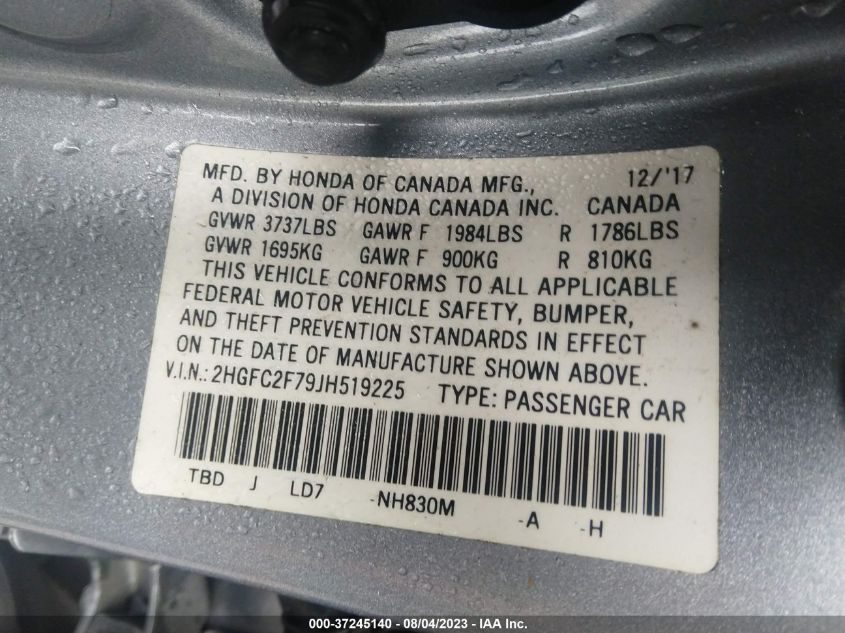 MFD. BY HONDA OF CANADA MFG., 12/'17
A DIVISION OF HONDA CANADA INC. CANADA
GVWR 3737LBS GAWR F 1984LBS R 1786LBS
GVWR 1695KG GAWR F 900KG R 810KG
THIS VEHICLE CONFORMS TO ALL APPLICABLE
FEDERAL MOTOR VEHICLE SAFETY, BUMPER,
AND THEFT PREVENTION STANDARDS IN EFFECT
ON THE DATE OF MANUFACTURE SHOWN ABOVE.
V.I.N.: 2HGFC2F79JH519225 TYPE: PASSENGER CAR
TBD J LD7 -NH830M -A -H
000-37245140 - 08/04/2023 - IAA Inc.